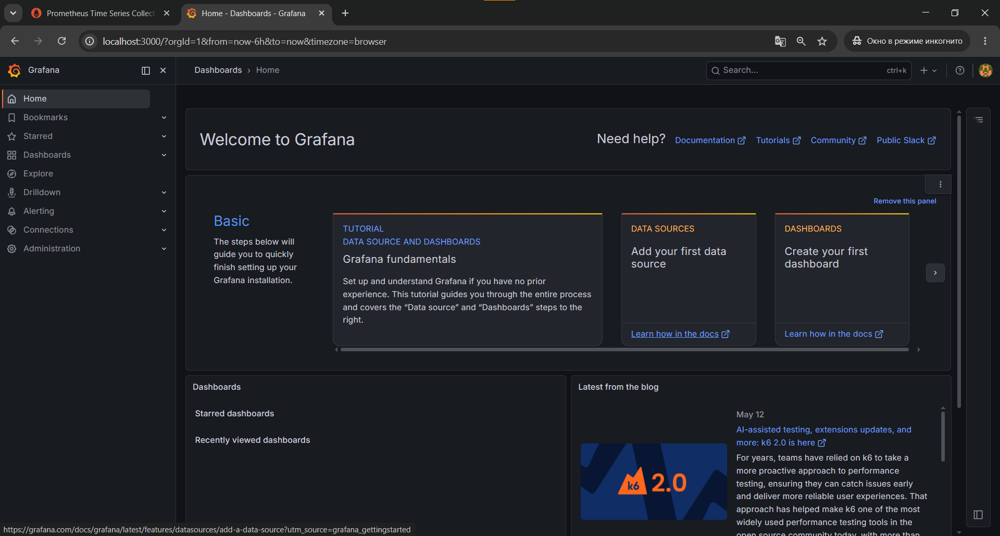 Prometheus Time Series Collect
Home - Dashboards - Grafana
localhost:3000/?orgId=1&from=now-6h&to=now&timezone=browser
Окно в режиме инкогнито
Grafana
Dashboards › Home
Search...
ctrl+k
Home
Bookmarks
Starred
Dashboards
Explore
Drilldown
Alerting
Connections
Administration
Welcome to Grafana
Need help?
Documentation
Tutorials
Community
Public Slack
Remove this panel
Basic
The steps below will
guide you to quickly
finish setting up your
Grafana installation.
TUTORIAL
DATA SOURCE AND DASHBOARDS
Grafana fundamentals
Set up and understand Grafana if you have no prior
experience. This tutorial guides you through the entire process
and covers the “Data source” and “Dashboards” steps to the
right.
DATA SOURCES
Add your first data
source
Learn how in the docs
DASHBOARDS
Create your first
dashboard
Learn how in the docs
Dashboards
Starred dashboards
Recently viewed dashboards
Latest from the blog
k6 2.0
May 12
AI-assisted testing, extensions updates, and
more: k6 2.0 is here
For years, teams have relied on k6 to take a
more proactive approach to performance
testing, ensuring they can catch issues early
and deliver more reliable user experiences. That
approach has helped make k6 one of the most
widely used performance testing tools in the
open source community today, with more than
https://grafana.com/docs/grafana/latest/features/datasources/add-a-data-source?utm_source=grafana_gettingstarted